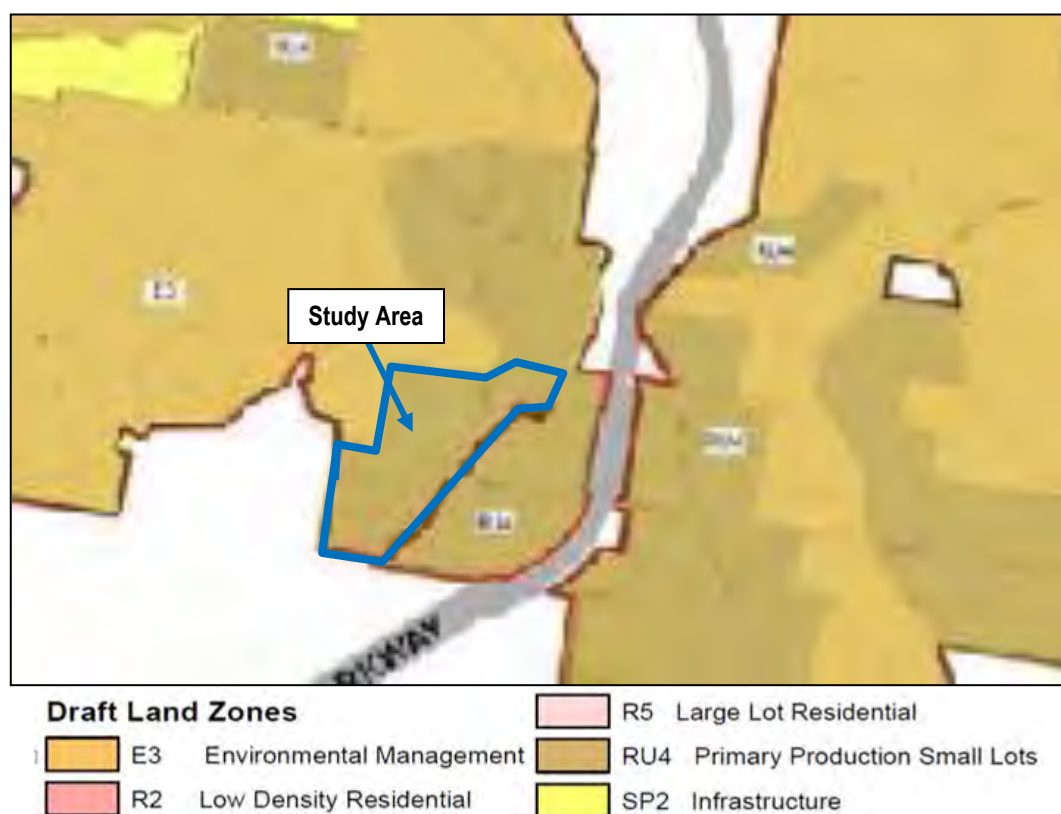 E3
Study Area
RKWAY
Draft Land Zones
E3 Environmental Management
R2 Low Density Residential
R5 Large Lot Residential
RU4 Primary Production Small Lots
SP2 Infrastructure